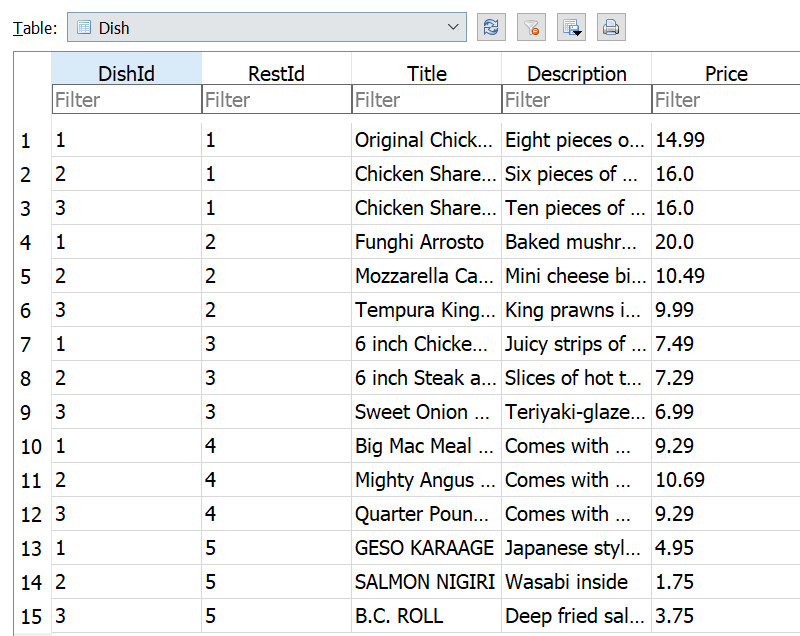 Table: Dish
DishId RestId Title Description Price
Filter Filter Filter Filter Filter
1 1 1 Original Chick... Eight pieces o... 14.99
2 2 1 Chicken Share... Six pieces of ... 16.0
3 3 1 Chicken Share... Ten pieces of ... 16.0
4 1 2 Funghi Arrosto Baked mushr... 20.0
5 2 2 Mozzarella Ca... Mini cheese bi... 10.49
6 3 2 Tempura King... King prawns i... 9.99
7 1 3 6 inch Chicke... Juicy strips of ... 7.49
8 2 3 6 inch Steak a... Slices of hot t... 7.29
9 3 3 Sweet Onion ... Teriyaki-glaze... 6.99
10 1 4 Big Mac Meal ... Comes with ... 9.29
11 2 4 Mighty Angus ... Comes with ... 10.69
12 3 4 Quarter Poun... Comes with ... 9.29
13 1 5 GESO KARAAGE Japanese styl... 4.95
14 2 5 SALMON NIGIRI Wasabi inside 1.75
15 3 5 B.C. ROLL Deep fried sal... 3.75